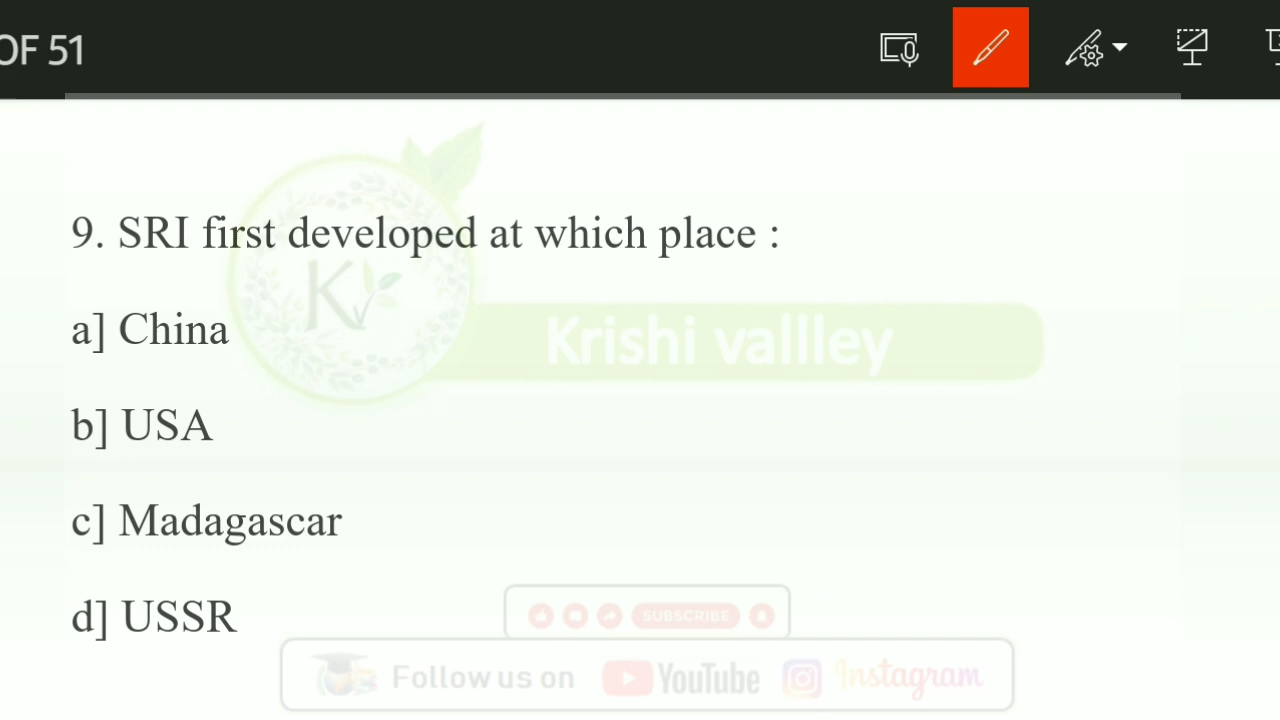 OF 51
9. SRI first developed at which place :
a] China
Krishi vallley
b] USA
c] Madagascar
d] USSR
SUBSCRIBE
Follow us on YouTube Instagram